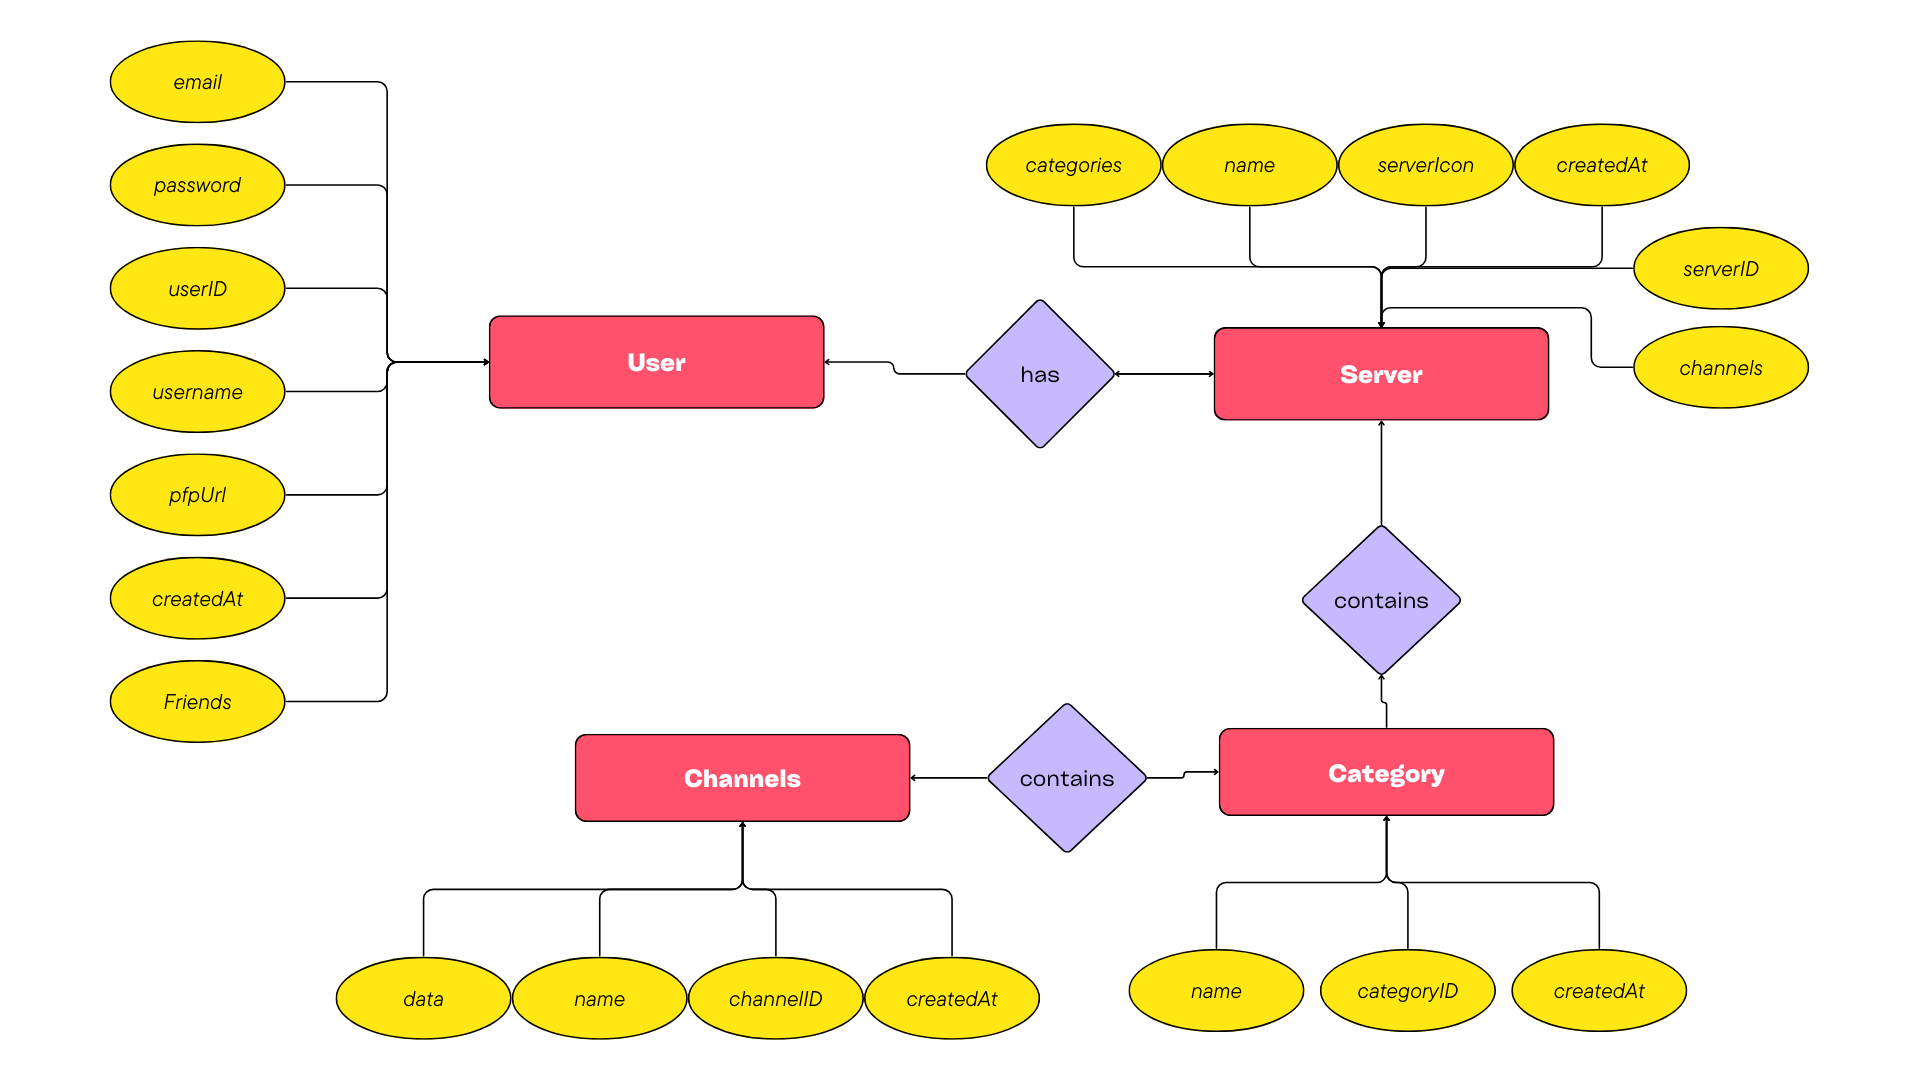 email
password
userID
username
pfpUrl
createdAt
Friends
User
has
categories
name
serverIcon
createdAt
serverID
channels
Server
contains
Category
contains
Channels
data
name
channelID
createdAt
name
categoryID
createdAt